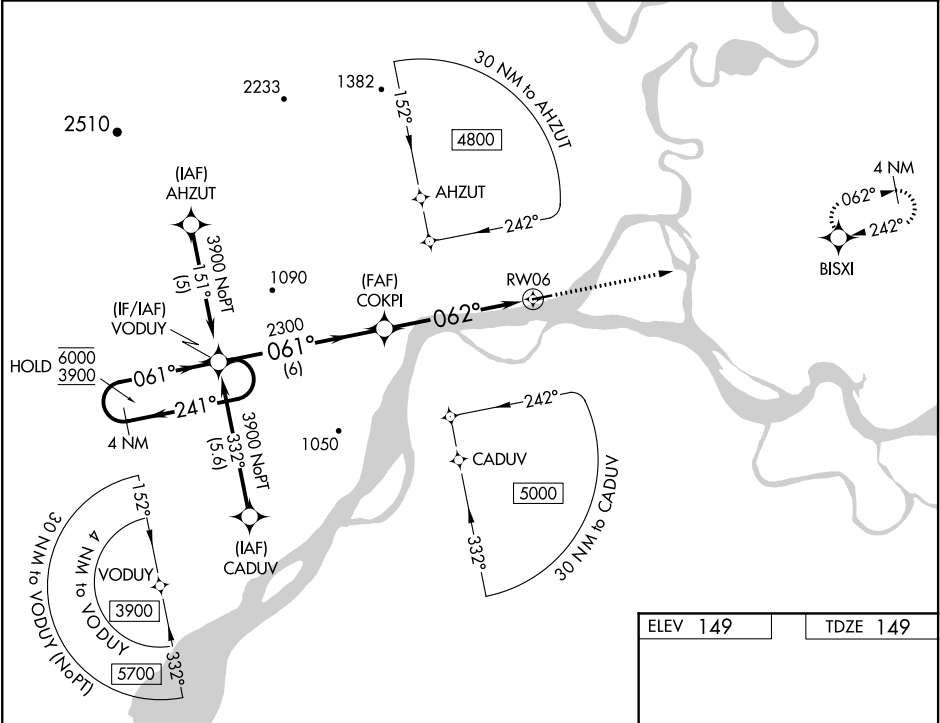 2233
1382
2510
30 NM to AHZUT
152°
4800
AHZUT
242°
4 NM
062°
242°
BISXI
(IAF)
AHZUT
3900 NoPT
151°
(5)
1090
(IF/IAF)
VODUY
(FAF)
COKPI
RW06
062°
2300
061°
(6)
HOLD
6000
3900
061°
241°
4 NM
3900 NoPT
332°
(5.6)
1050
(IAF)
CADUV
242°
CADUV
5000
332°
30 NM to CADUV
152°
VODUY
3900
4 NM to VODUY
5700
30 NM to VODUY (NoPT)
332°
ELEV 149
TDZE 149